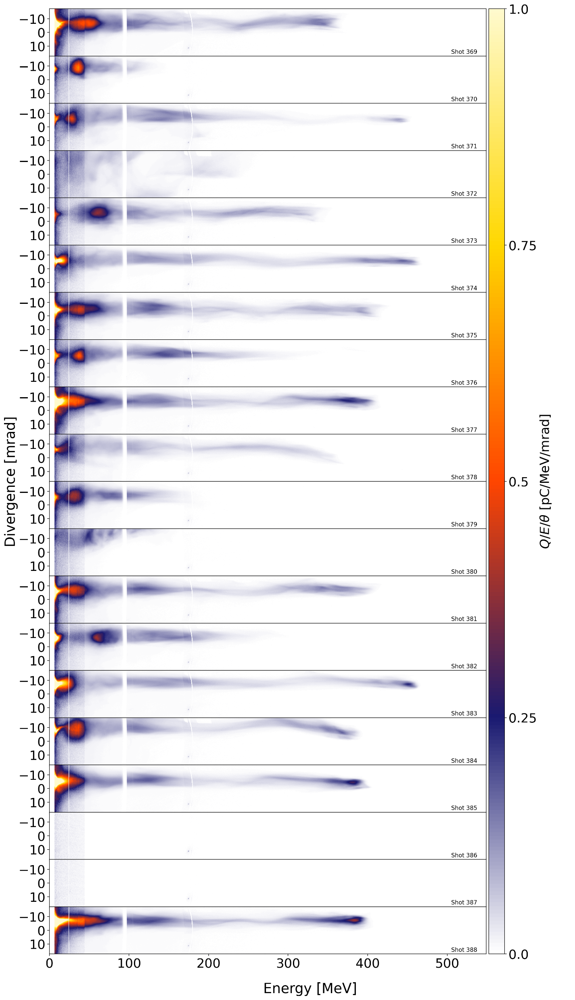 −10
0
10
Shot 369
−10
0
10
Shot 370
−10
0
10
Shot 371
−10
0
10
Shot 372
−10
0
10
Shot 373
−10
0
10
Shot 374
−10
0
10
Shot 375
−10
0
10
Shot 376
−10
0
10
Shot 377
−10
0
10
Shot 378
−10
0
10
Shot 379
−10
0
10
Shot 380
−10
0
10
Shot 381
−10
0
10
Shot 382
−10
0
10
Shot 383
−10
0
10
Shot 384
−10
0
10
Shot 385
−10
0
10
Shot 386
−10
0
10
Shot 387
−10
0
10
Shot 388
Divergence [mrad]
0 100 200 300 400 500
Energy [MeV]
1.0
0.75
0.5
0.25
0.0
Q/E/θ [pC/MeV/mrad]